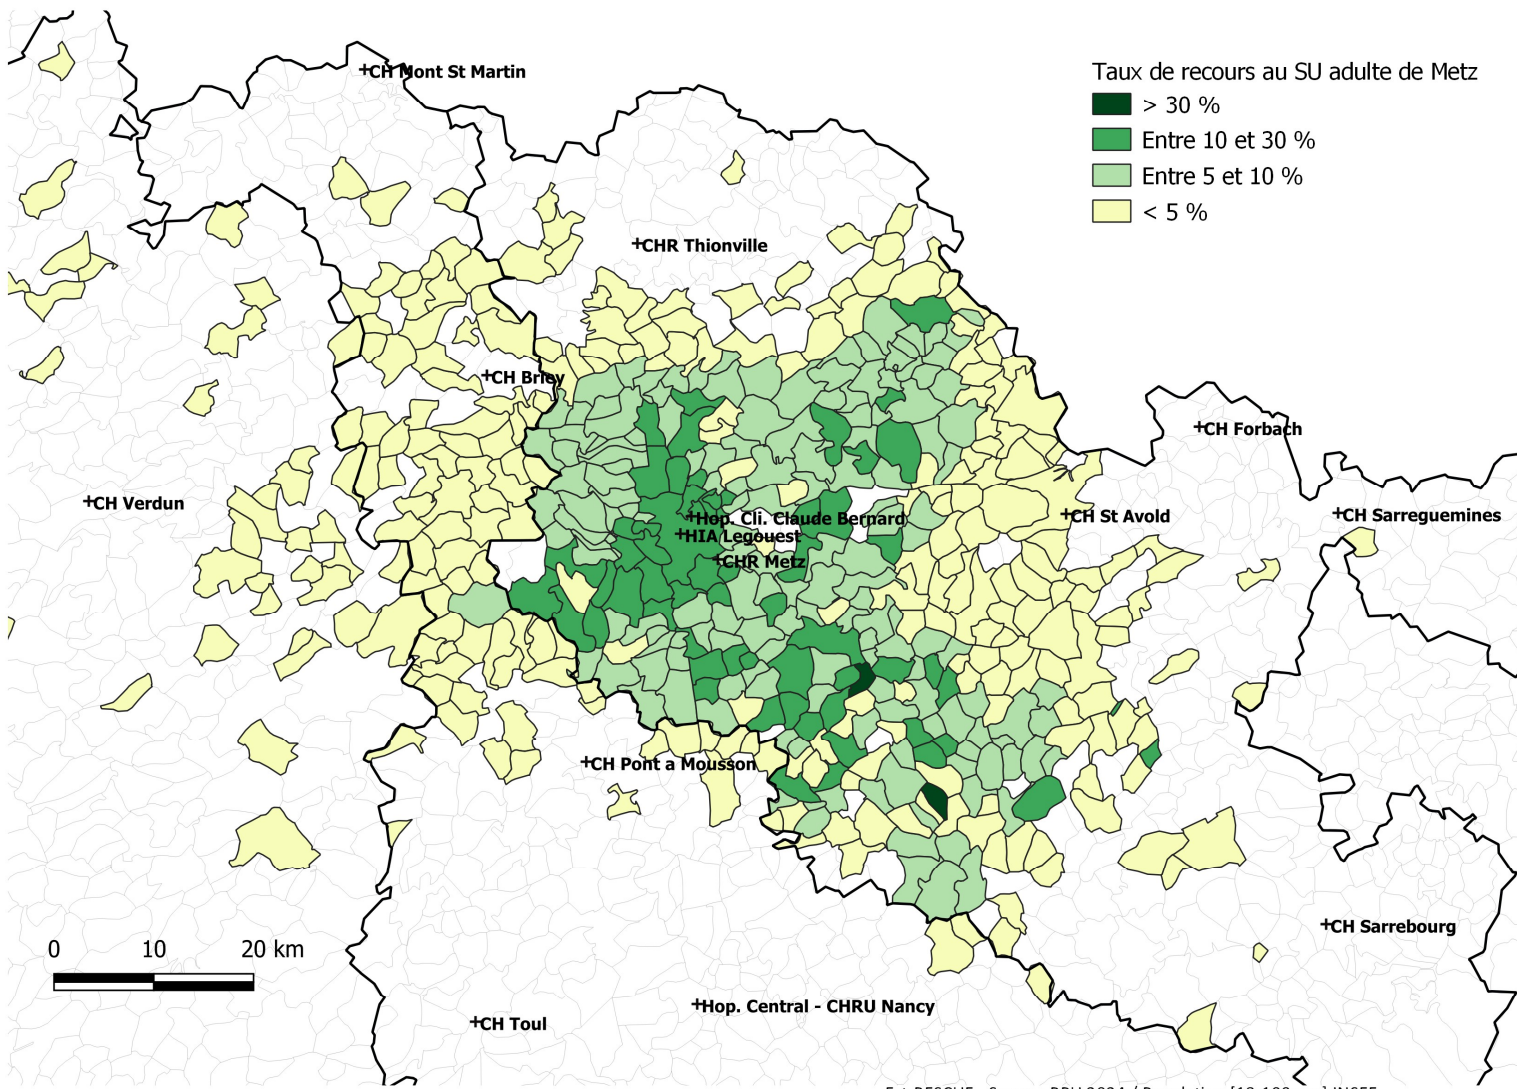 Taux de recours au SU adulte de Metz
> 30 %
Entre 10 et 30 %
Entre 5 et 10 %
< 5 %
+CH Mont St Martin
+CHR Thionville
+CH Briey
+CH Forbach
+CH Verdun
+Hop. Cli. Claude Bernard
+CH St Avold
+CH Sarreguemines
+HIA Legouest
+CHR Metz
+CH Pont a Mousson
+CH Sarrebourg
0 10 20 km
+Hop. Central - CHRU Nancy
+CH Toul